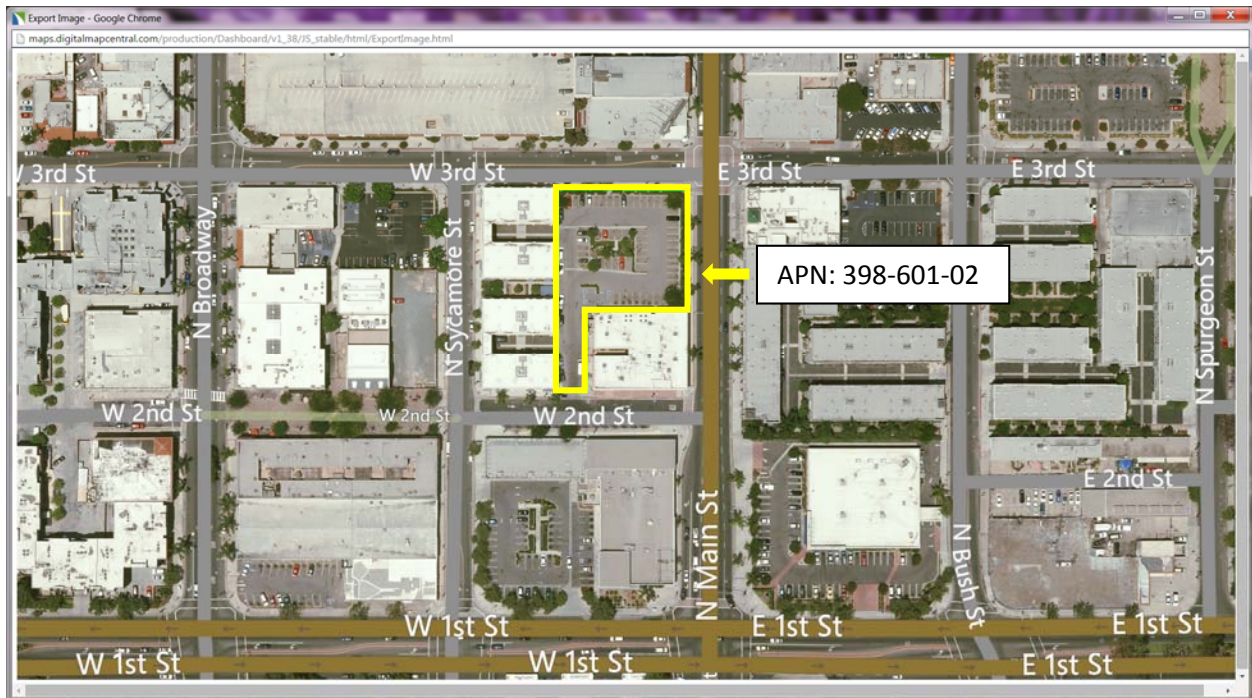 Export Image - Google Chrome
maps.digitalmapcentral.com/production/Dashboard/v1_38/JS_stable/html/ExportImage.html
W 3rd St
W 3rd St
E 3rd St
E 3rd St
N Broadway
N Sycamore St
APN: 398-601-02
N Spurgeon St
W 2nd St
W 2nd St
W 2nd St
E 2nd St
N Main St
N Bush St
W 1st St
E 1st St
E 1st St
W 1st St
W 1st St
E 1st St